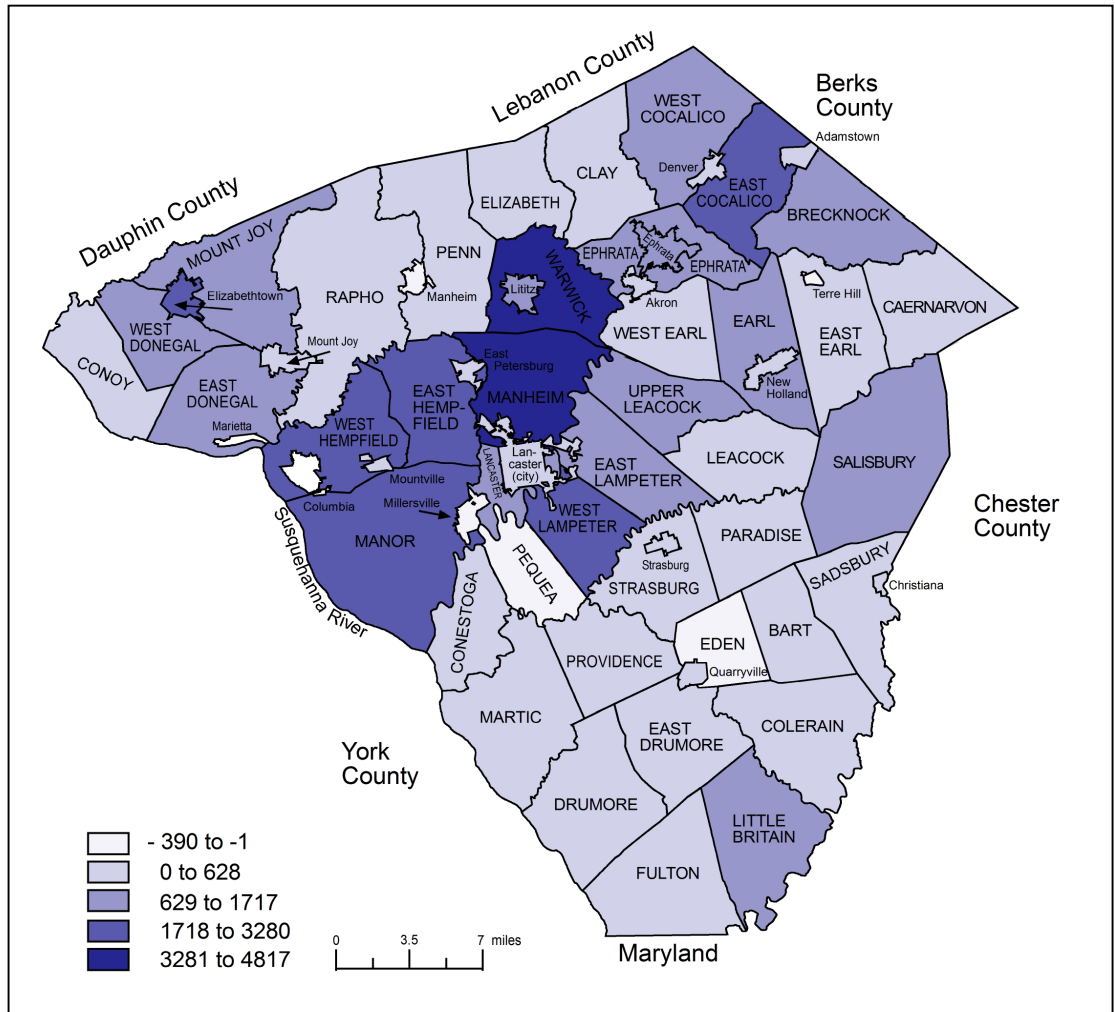 Lebanon County
Berks
County
Adamstown
WEST
COCALICO
Denver
EAST
COCALICO
BRECKNOCK
CLAY
ELIZABETH
Dauphin County
MOUNT JOY
PENN
WARWICK
EPHRATA
Ephrata
EPHRATA
Elizabethtown
RAPHO
Manheim
Lititz
Akron
Terre Hill
CAERNARVON
WEST
DONEGAL
Mount Joy
WEST EARL
EARL
EAST
EARL
CONOY
East
Petersburg
EAST
DONEGAL
EAST
HEMP-
FIELD
MANHEIM
UPPER
LEACOCK
New
Holland
Marietta
WEST
HEMPFIELD
LANCASTER
Lan-
caster
(city)
EAST
LAMPETER
LEACOCK
SALISBURY
Mountville
Columbia
Millersville
WEST
LAMPETER
Chester
County
Susquehanna River
MANOR
PEQUEA
PARADISE
Strasburg
STRASBURG
SADSBURY
Christiana
CONESTOGA
PROVIDENCE
EDEN
BART
Quarryville
MARTIC
EAST
DRUMORE
COLERAIN
York
County
DRUMORE
LITTLE
BRITAIN
FULTON
Maryland
- 390 to -1
0 to 628
629 to 1717
1718 to 3280
3281 to 4817
0 3.5 7 miles